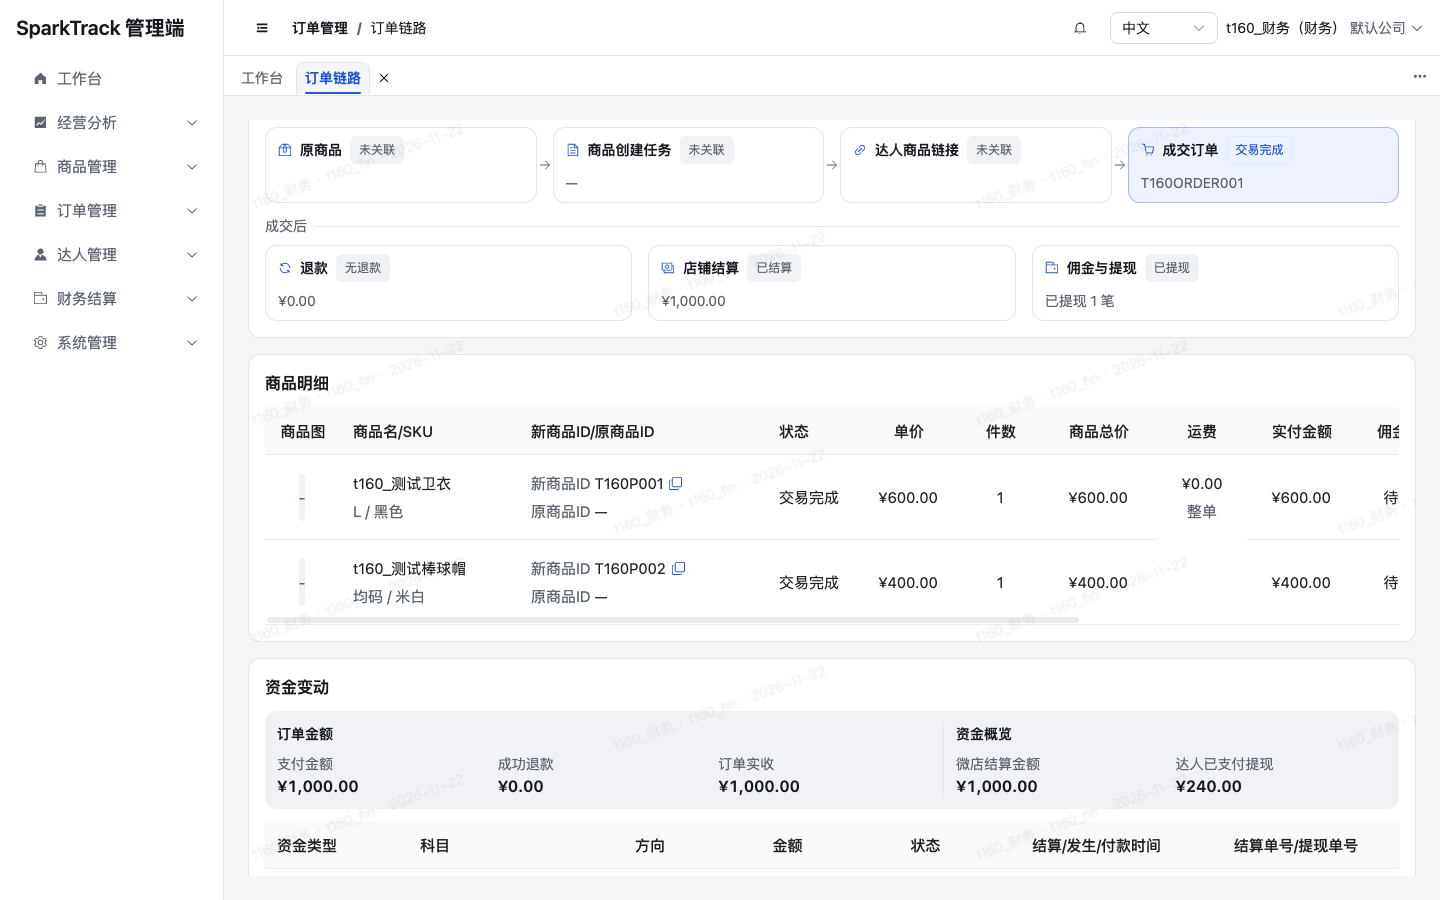 SparkTrack 管理端
订单管理 / 订单链路
中文
t160_财务（财务）
默认公司
工作台
订单链路
工作台
经营分析
商品管理
订单管理
达人管理
财务结算
系统管理
原商品 未关联
商品创建任务 未关联
—
达人商品链接 未关联
成交订单 交易完成
T160ORDER001
成交后
退款 无退款
¥0.00
店铺结算 已结算
¥1,000.00
佣金与提现 已提现
已提现 1 笔
商品明细
商品图 商品名/SKU 新商品ID/原商品ID 状态 单价 件数 商品总价 运费 实付金额
- t160_测试卫衣 新商品ID T160P001 交易完成 ¥600.00 1 ¥600.00 ¥0.00 ¥600.00 待
L / 黑色 原商品ID — 整单
- t160_测试棒球帽 新商品ID T160P002 交易完成 ¥400.00 1 ¥400.00 ¥400.00 待
均码 / 米白 原商品ID —
资金变动
订单金额
支付金额 成功退款 订单实收
¥1,000.00 ¥0.00 ¥1,000.00
资金概览
微店结算金额 达人已支付提现
¥1,000.00 ¥240.00
资金类型 科目 方向 金额 状态 结算/发生/付款时间 结算单号/提现单号
t160_财务 · t160_fin · 2026-11-22